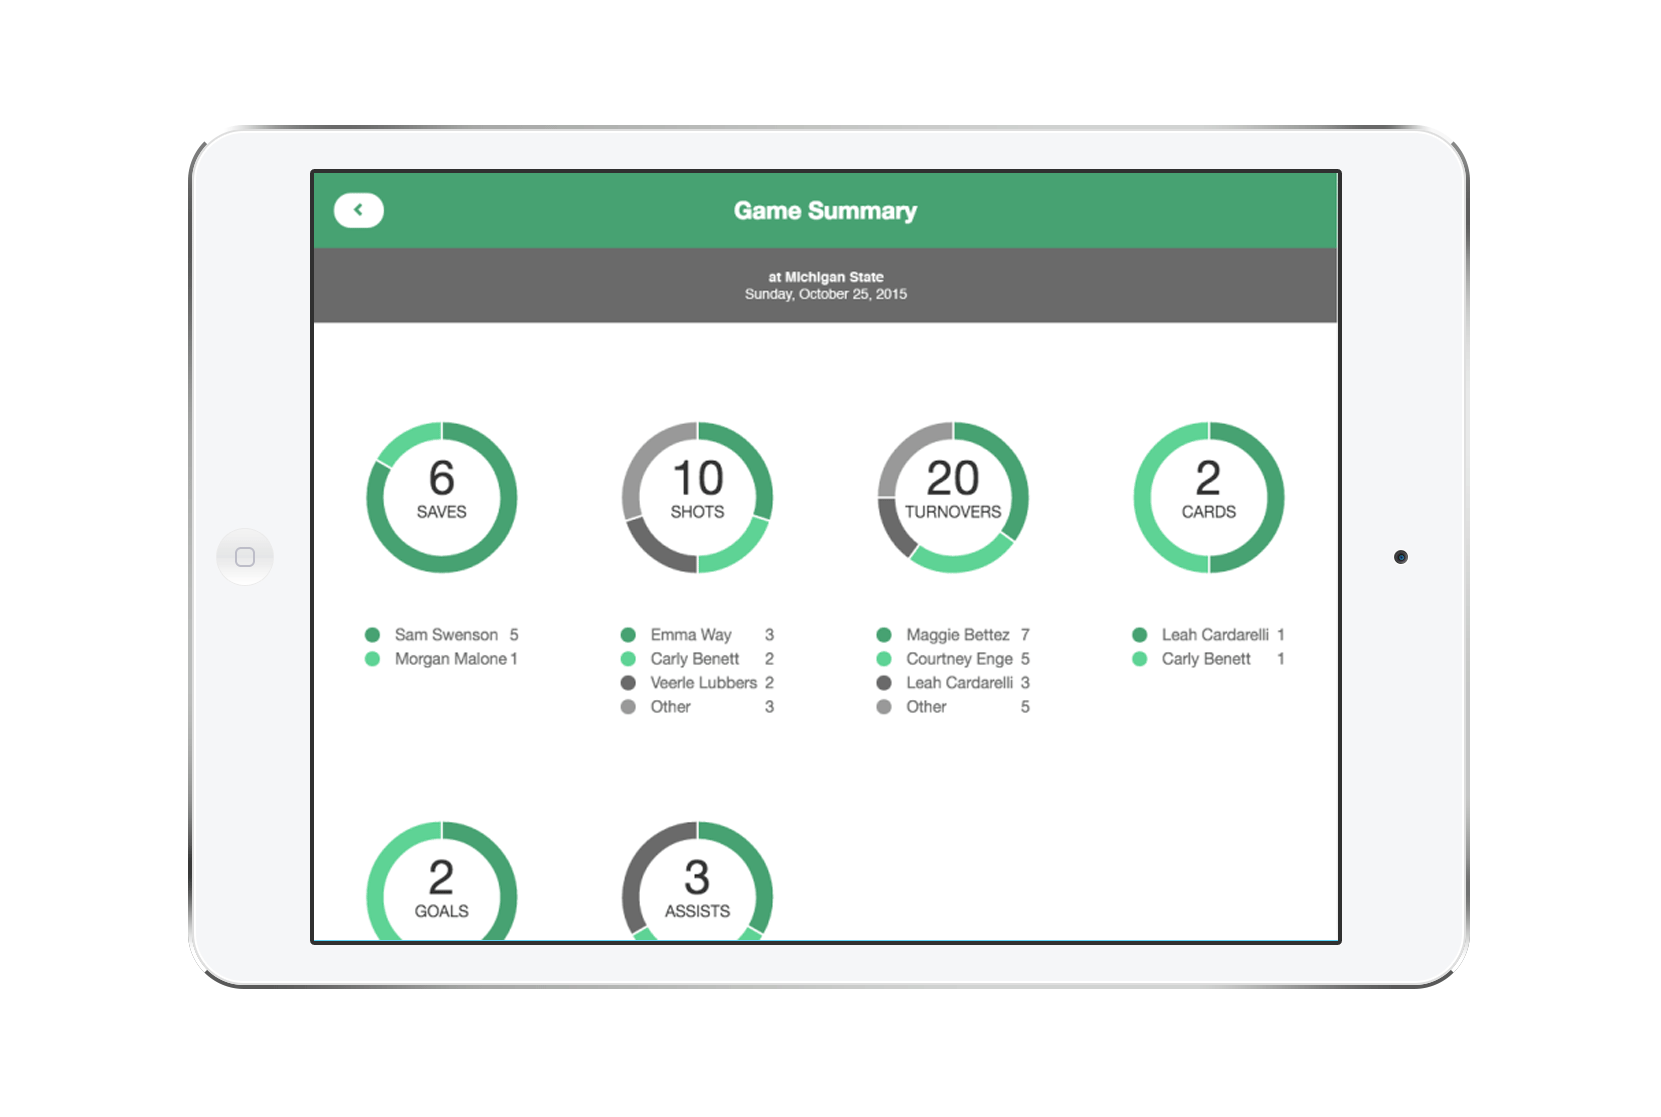 Game Summary
at Michigan State
Sunday, October 25, 2015
6
SAVES
Sam Swenson 5
Morgan Malone 1
10
SHOTS
Emma Way 3
Carly Benett 2
Veerle Lubbers 2
Other 3
20
TURNOVERS
Maggie Bettez 7
Courtney Enge 5
Leah Cardarelli 3
Other 5
2
CARDS
Leah Cardarelli 1
Carly Benett 1
2
GOALS
3
ASSISTS